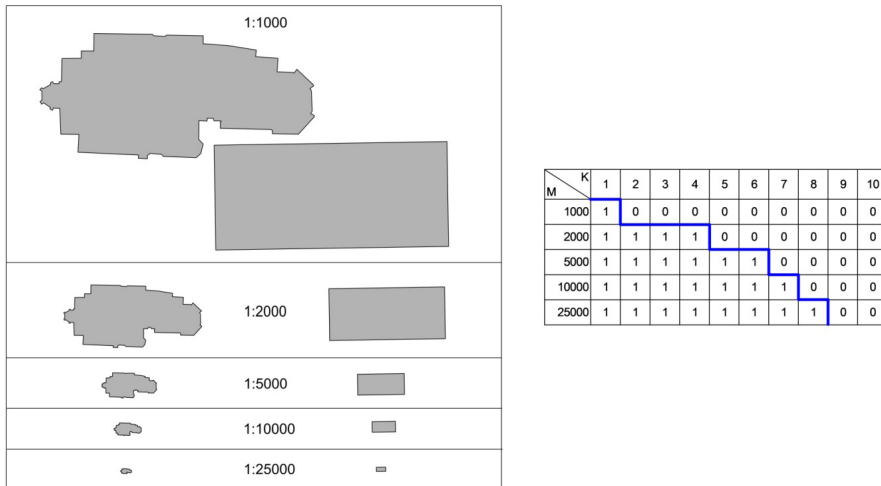 1:1000
1:2000
1:5000
1:10000
1:25000
K
M 1 2 3 4 5 6 7 8 9 10
1000 1 0 0 0 0 0 0 0 0 0
2000 1 1 1 1 0 0 0 0 0 0
5000 1 1 1 1 1 1 0 0 0 0
10000 1 1 1 1 1 1 1 0 0 0
25000 1 1 1 1 1 1 1 1 0 0